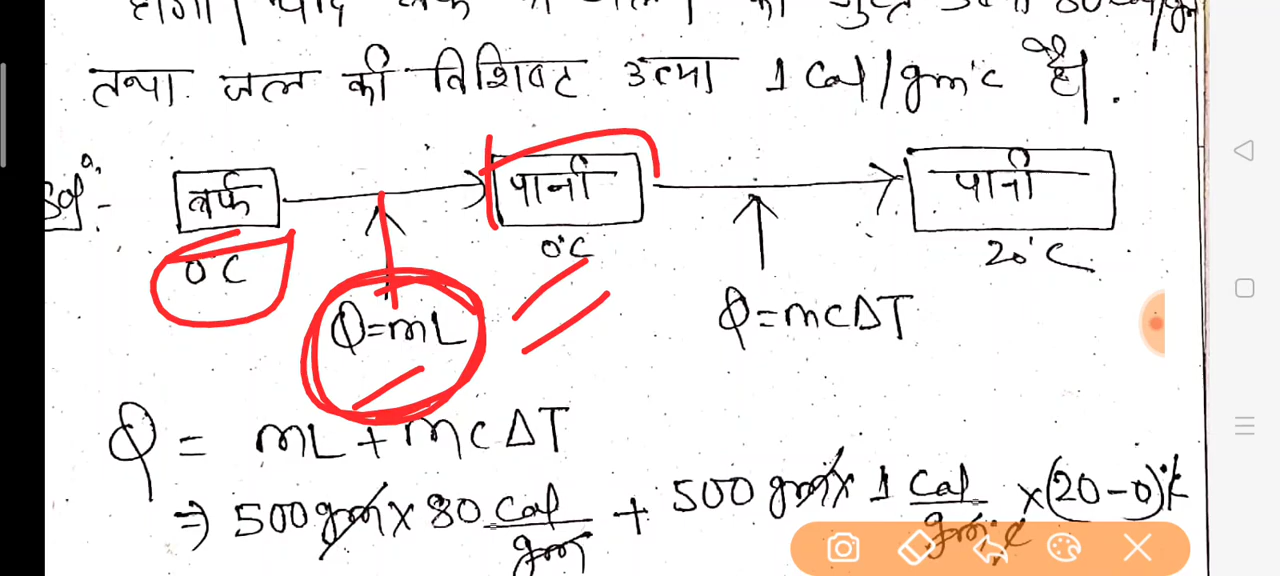 तथा जल की विशिष्ट उष्मा 1 Cal/gm°C है।
Solⁿ:-
बर्फ पानी पानी
0°C 0°C 20°C
Q=mL Q=mcΔT
Q = mL + mcΔT
⇒ 500 gm × 80 Cal/gm + 500 gm × 1 Cal/gm°C × (20-0)°